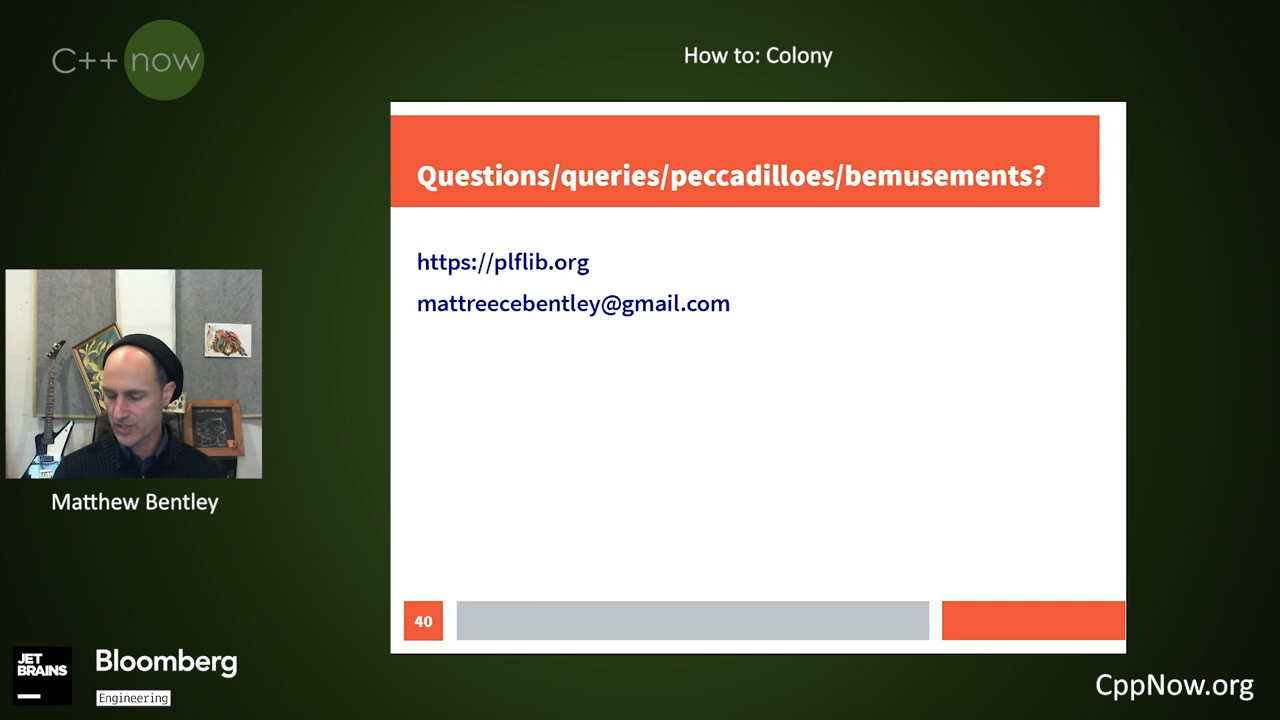 C++ now
How to: Colony
Questions/queries/peccadilloes/bemusements?
https://plflib.org
mattreecebentley@gmail.com
Matthew Bentley
40
JET
BRAINS
Bloomberg
Engineering
CppNow.org